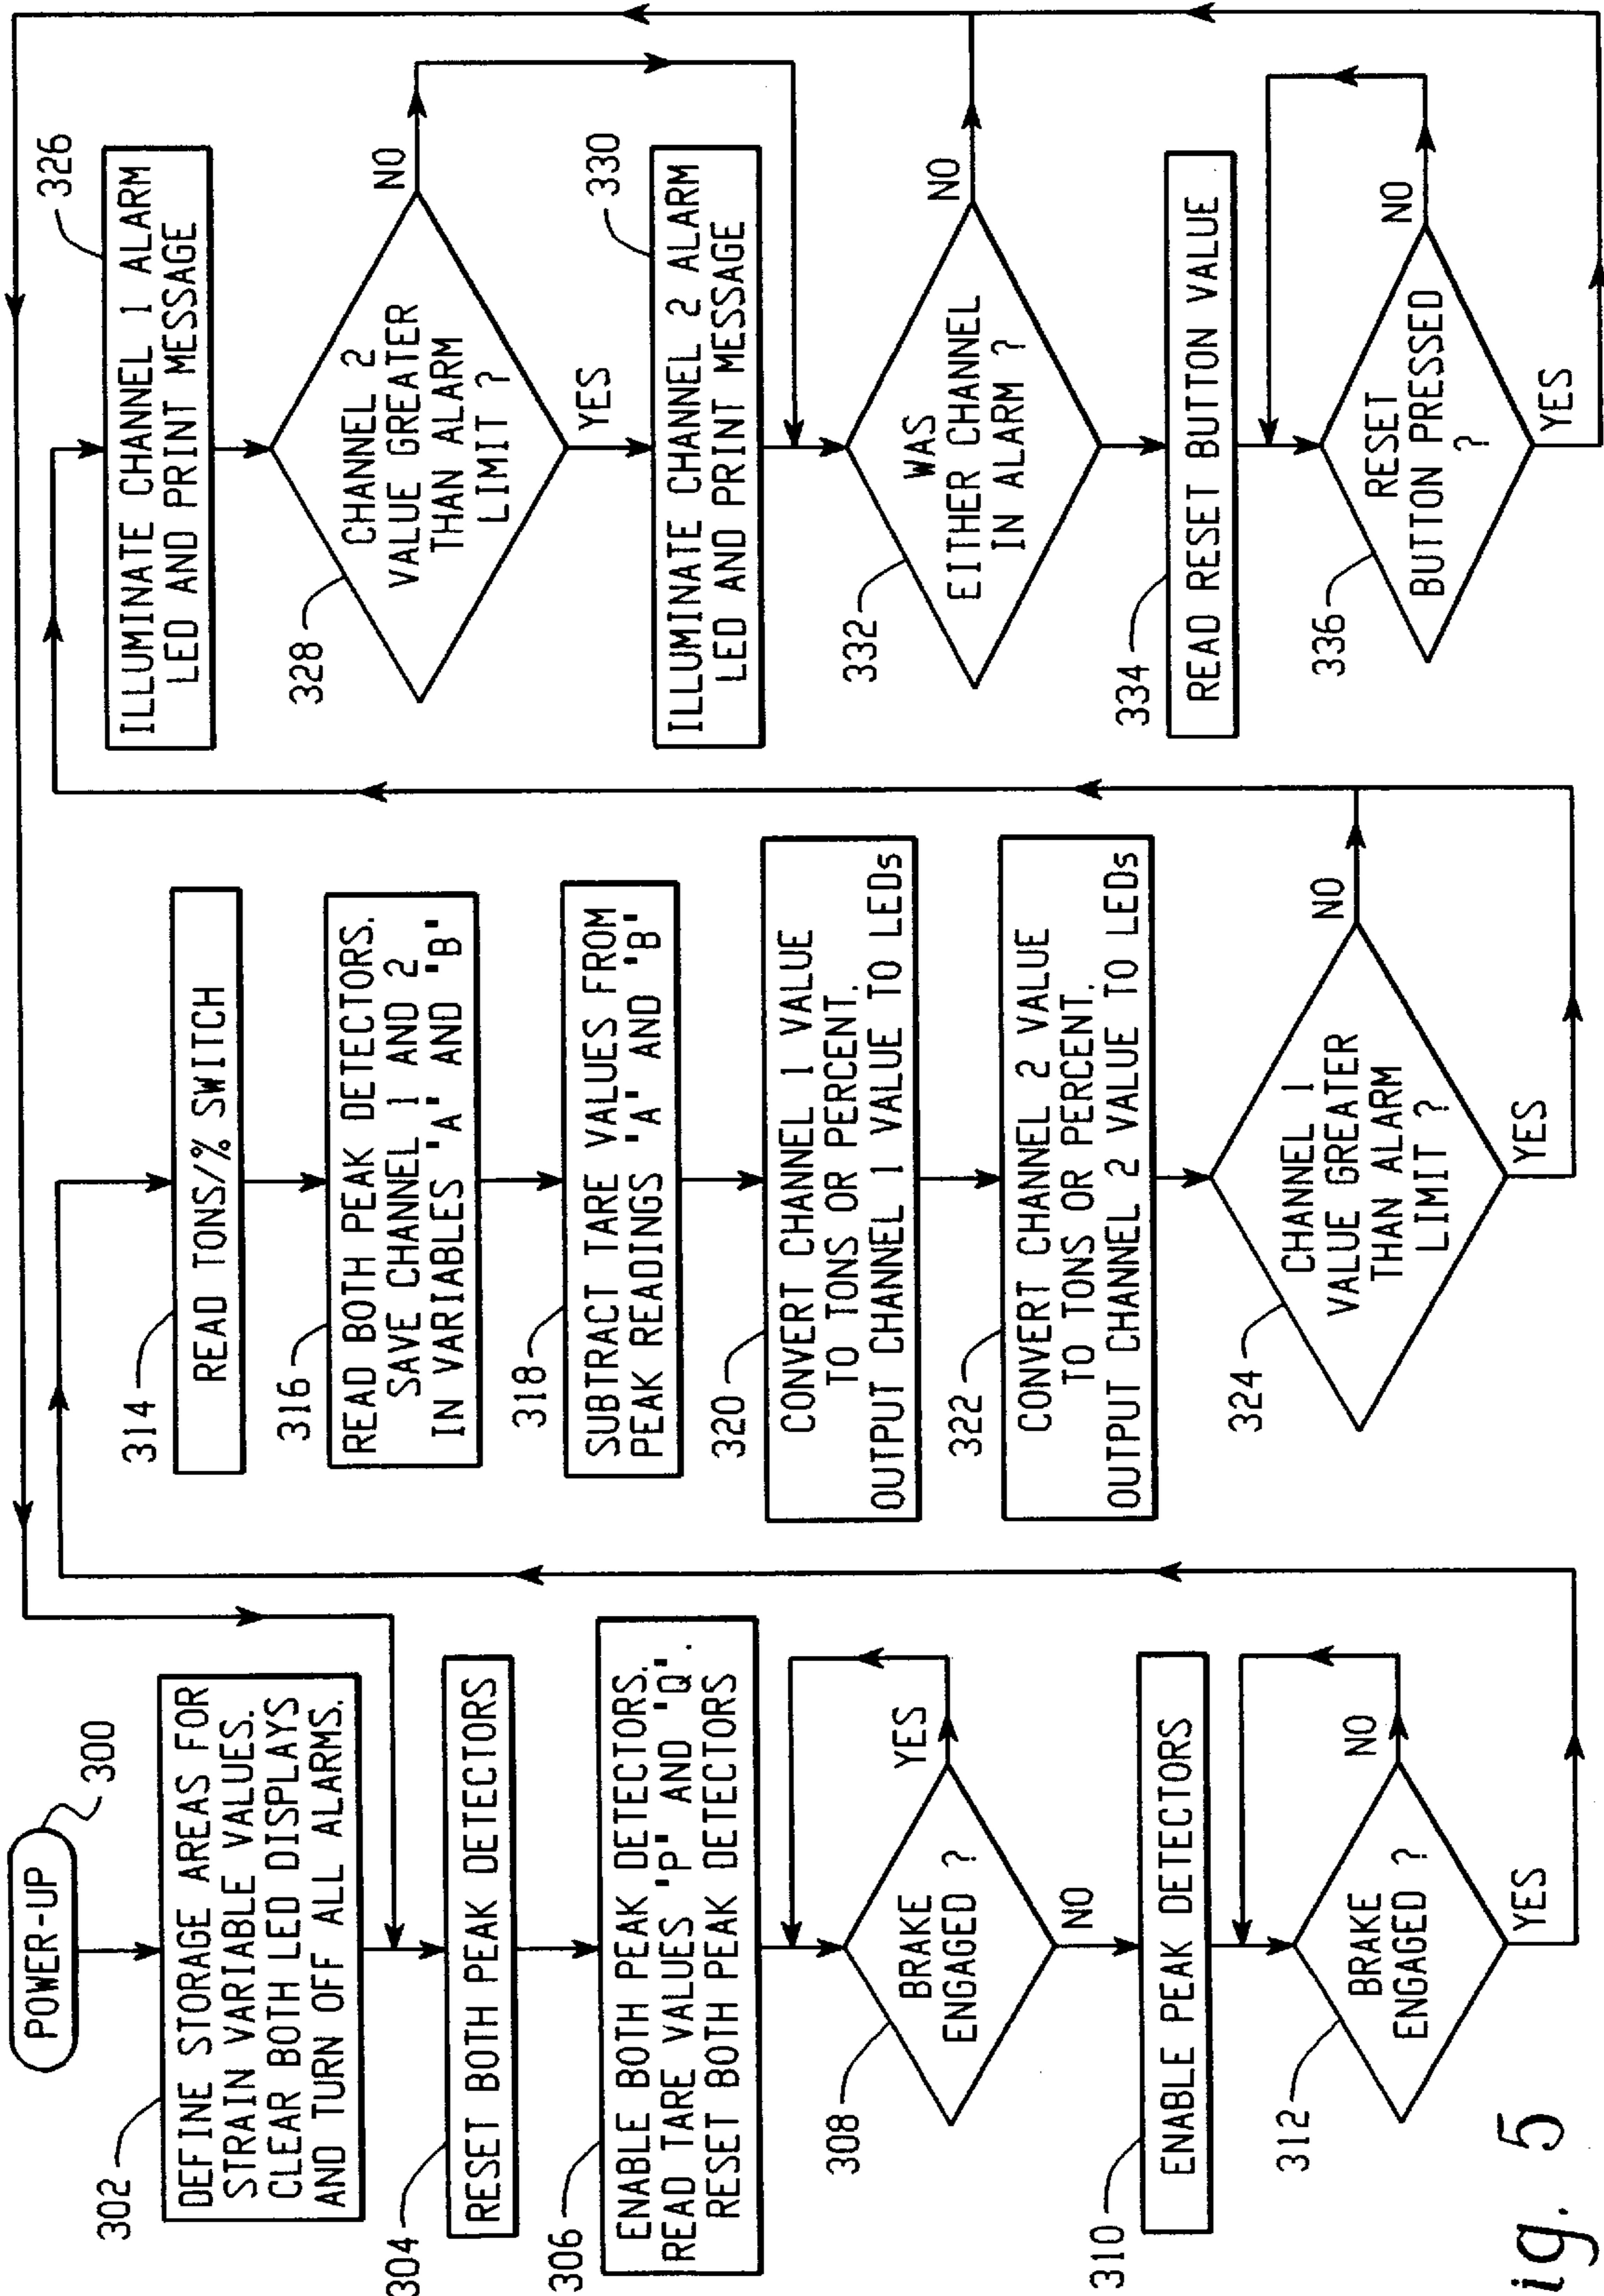 POWER-UP
300
302
DEFINE STORAGE AREAS FOR
STRAIN VARIABLE VALUES.
CLEAR BOTH LED DISPLAYS
AND TURN OFF ALL ALARMS.
304
RESET BOTH PEAK DETECTORS
306
ENABLE BOTH PEAK DETECTORS.
READ TARE VALUES "P" AND "Q".
RESET BOTH PEAK DETECTORS
308
BRAKE
ENGAGED ?
YES
NO
310
ENABLE PEAK DETECTORS
312
BRAKE
ENGAGED ?
NO
YES
314
READ TONS/% SWITCH
316
READ BOTH PEAK DETECTORS.
SAVE CHANNEL 1 AND 2
IN VARIABLES "A" AND "B"
318
SUBTRACT TARE VALUES FROM
PEAK READINGS "A" AND "B"
320
CONVERT CHANNEL 1 VALUE
TO TONS OR PERCENT.
OUTPUT CHANNEL 1 VALUE TO LEDs
322
CONVERT CHANNEL 2 VALUE
TO TONS OR PERCENT.
OUTPUT CHANNEL 2 VALUE TO LEDs
324
CHANNEL 1
VALUE GREATER
THAN ALARM
LIMIT ?
NO
YES
326
ILLUMINATE CHANNEL 1 ALARM
LED AND PRINT MESSAGE
328
CHANNEL 2
VALUE GREATER
THAN ALARM
LIMIT ?
NO
YES
330
ILLUMINATE CHANNEL 2 ALARM
LED AND PRINT MESSAGE
332
WAS
EITHER CHANNEL
IN ALARM ?
NO
334
READ RESET BUTTON VALUE
336
RESET
BUTTON PRESSED
?
NO
YES
ig. 5